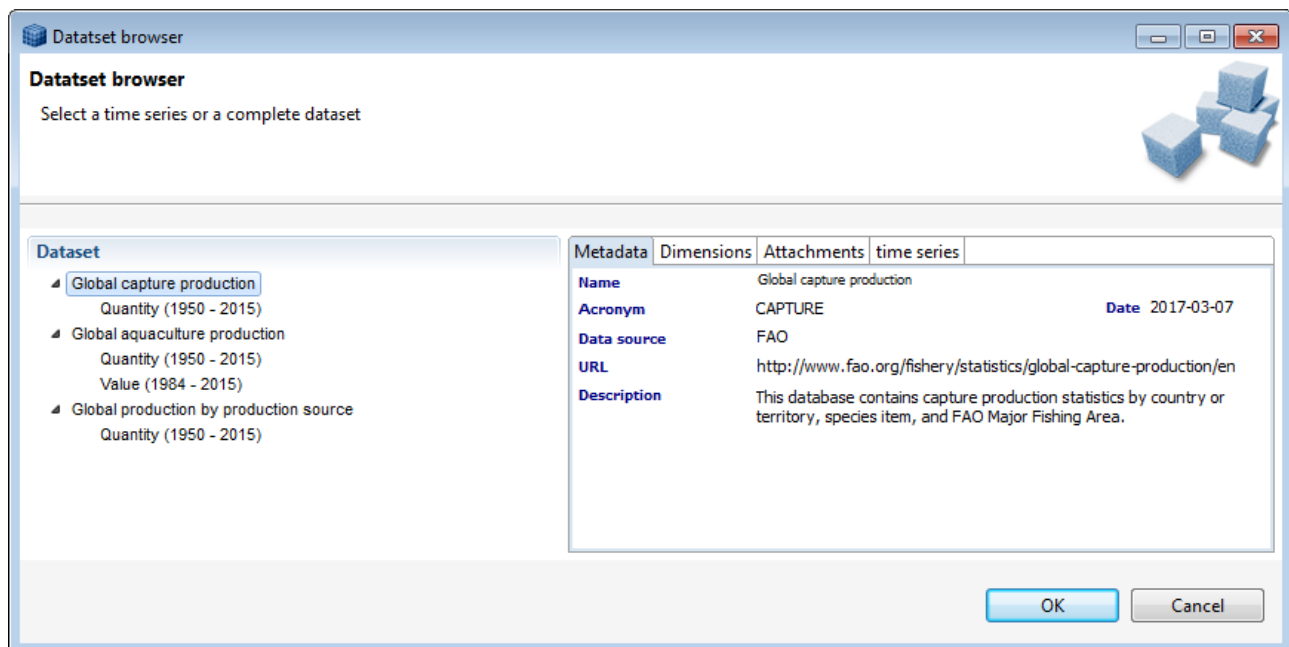 Datatset browser
Datatset browser
Select a time series or a complete dataset
Dataset
Global capture production
Quantity (1950 - 2015)
Global aquaculture production
Quantity (1950 - 2015)
Value (1984 - 2015)
Global production by production source
Quantity (1950 - 2015)
Metadata Dimensions Attachments time series
Name Global capture production
Acronym CAPTURE Date 2017-03-07
Data source FAO
URL http://www.fao.org/fishery/statistics/global-capture-production/en
Description This database contains capture production statistics by country or
territory, species item, and FAO Major Fishing Area.
OK Cancel